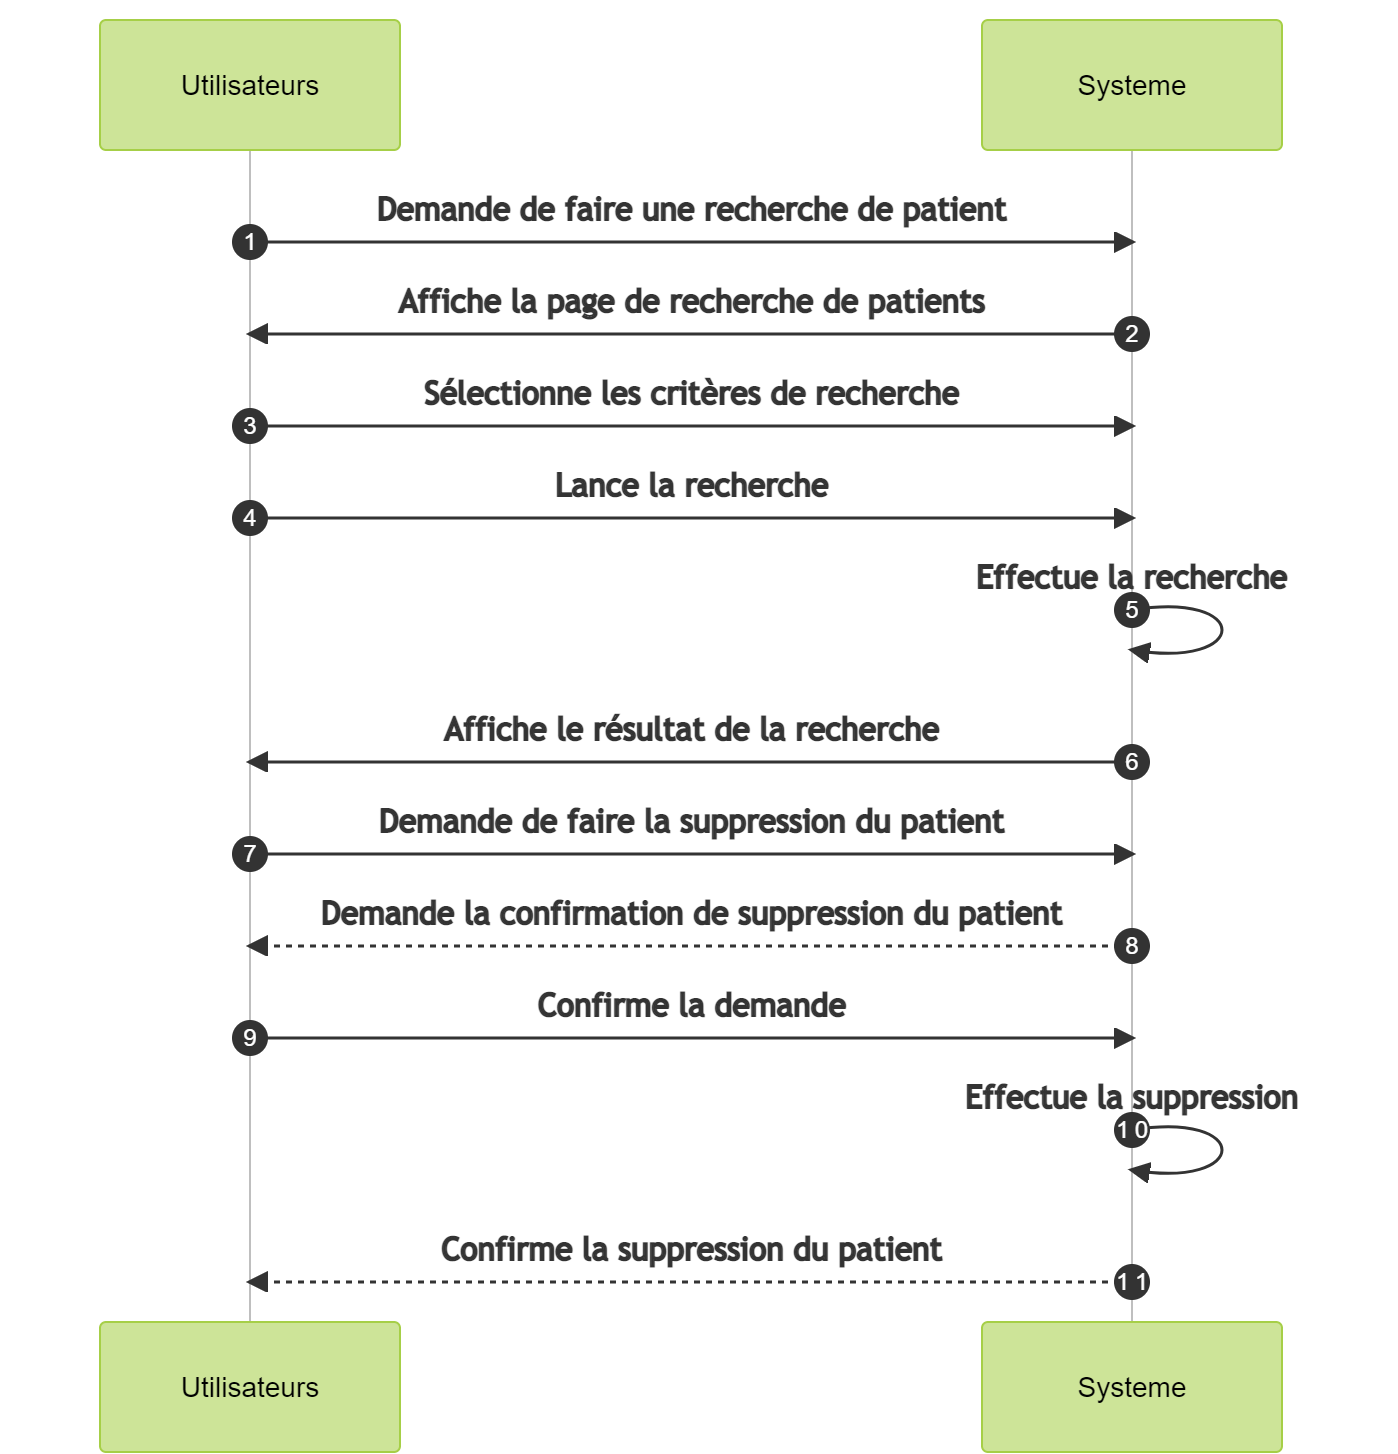 Utilisateurs
Systeme
Demande de faire une recherche de patient
1
Affiche la page de recherche de patients
2
Sélectionne les critères de recherche
3
Lance la recherche
4
Effectue la recherche
5
Affiche le résultat de la recherche
6
Demande de faire la suppression du patient
7
Demande la confirmation de suppression du patient
8
Confirme la demande
9
Effectue la suppression
10
Confirme la suppression du patient
11
Utilisateurs
Systeme